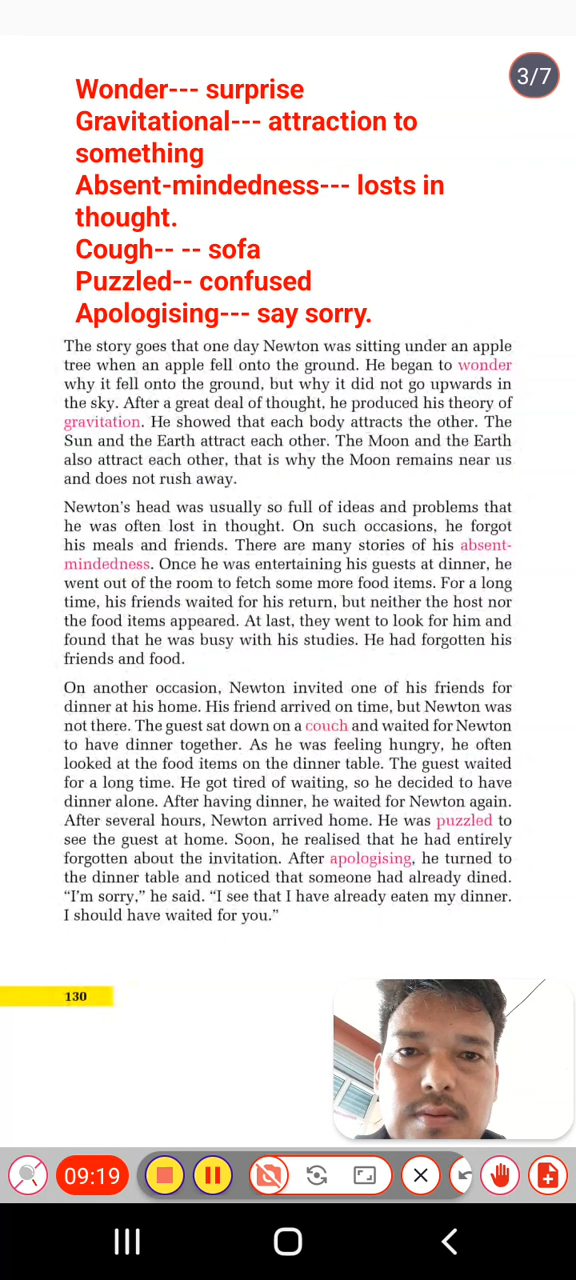 3/7
Wonder--- surprise
Gravitational--- attraction to
something
Absent-mindedness--- losts in
thought.
Cough-- -- sofa
Puzzled-- confused
Apologising--- say sorry.
The story goes that one day Newton was sitting under an apple
tree when an apple fell onto the ground. He began to wonder
why it fell onto the ground, but why it did not go upwards in
the sky. After a great deal of thought, he produced his theory of
gravitation. He showed that each body attracts the other. The
Sun and the Earth attract each other. The Moon and the Earth
also attract each other, that is why the Moon remains near us
and does not rush away.
Newton's head was usually so full of ideas and problems that
he was often lost in thought. On such occasions, he forgot
his meals and friends. There are many stories of his absent-
mindedness. Once he was entertaining his guests at dinner, he
went out of the room to fetch some more food items. For a long
time, his friends waited for his return, but neither the host nor
the food items appeared. At last, they went to look for him and
found that he was busy with his studies. He had forgotten his
friends and food.
On another occasion, Newton invited one of his friends for
dinner at his home. His friend arrived on time, but Newton was
not there. The guest sat down on a couch and waited for Newton
to have dinner together. As he was feeling hungry, he often
looked at the food items on the dinner table. The guest waited
for a long time. He got tired of waiting, so he decided to have
dinner alone. After having dinner, he waited for Newton again.
After several hours, Newton arrived home. He was puzzled to
see the guest at home. Soon, he realised that he had entirely
forgotten about the invitation. After apologising, he turned to
the dinner table and noticed that someone had already dined.
“I'm sorry,” he said. “I see that I have already eaten my dinner.
I should have waited for you.”
130
09:19